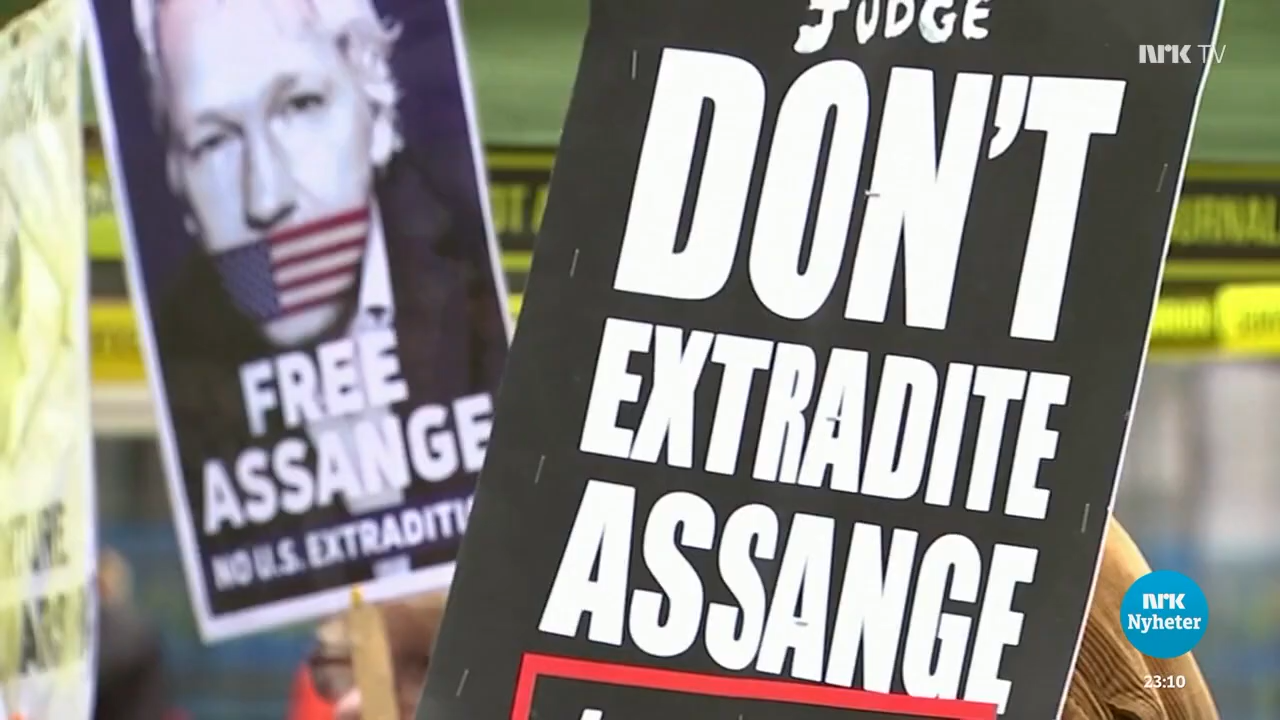 JUDGE
DON'T
EXTRADITE
ASSANGE
FREE
ASSANGE
NO U.S. EXTRADITI
NRK TV
NRK
Nyheter
23:10